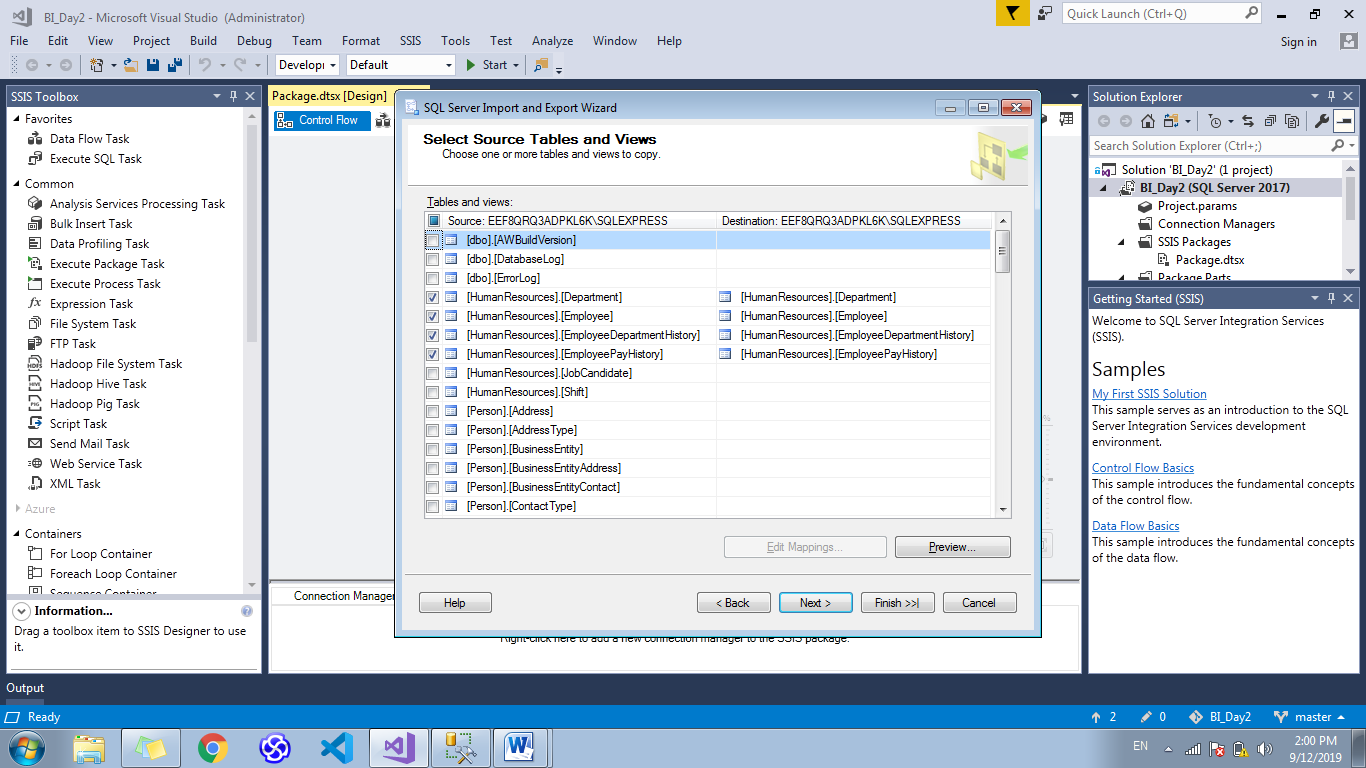 BI_Day2 - Microsoft Visual Studio (Administrator)
Quick Launch (Ctrl+Q)
File Edit View Project Build Debug Team Format SSIS Tools Test Analyze Window Help
Sign in
Default
Start
SSIS Toolbox
Favorites
Data Flow Task
Execute SQL Task
Common
Analysis Services Processing Task
Bulk Insert Task
Data Profiling Task
Execute Package Task
Execute Process Task
Expression Task
File System Task
FTP Task
Hadoop File System Task
Hadoop Hive Task
Hadoop Pig Task
Script Task
Send Mail Task
Web Service Task
XML Task
Azure
Containers
For Loop Container
Foreach Loop Container
Sequence Container
Information...
Drag a toolbox item to SSIS Designer to use
it.
Package.dtsx [Design]
Control Flow
SQL Server Import and Export Wizard
Select Source Tables and Views
Choose one or more tables and views to copy.
Tables and views:
Source: EEF8QRQ3ADPKL6K\SQLEXPRESS Destination: EEF8QRQ3ADPKL6K\SQLEXPRESS
[dbo].[AWBuildVersion]
[dbo].[DatabaseLog]
[dbo].[ErrorLog]
[HumanResources].[Department] [HumanResources].[Department]
[HumanResources].[Employee] [HumanResources].[Employee]
[HumanResources].[EmployeeDepartmentHistory] [HumanResources].[EmployeeDepartmentHistory]
[HumanResources].[EmployeePayHistory] [HumanResources].[EmployeePayHistory]
[HumanResources].[JobCandidate]
[HumanResources].[Shift]
[Person].[Address]
[Person].[AddressType]
[Person].[BusinessEntity]
[Person].[BusinessEntityAddress]
[Person].[BusinessEntityContact]
[Person].[ContactType]
Edit Mappings... Preview...
Help < Back Next > Finish >>| Cancel
Connection Manager
Right-click here to add a new connection manager to the SSIS package.
Solution Explorer
Search Solution Explorer (Ctrl+;)
Solution 'BI_Day2' (1 project)
BI_Day2 (SQL Server 2017)
Project.params
Connection Managers
SSIS Packages
Package.dtsx
Package Parts
Getting Started (SSIS)
Welcome to SQL Server Integration Services
(SSIS).
Samples
My First SSIS Solution
This sample serves as an introduction to the SQL
Server Integration Services development
environment.
Control Flow Basics
This sample introduces the fundamental concepts
of the control flow.
Data Flow Basics
This sample introduces the fundamental concepts
of the data flow.
Output
Ready
2 0 BI_Day2 master
EN
2:00 PM
9/12/2019